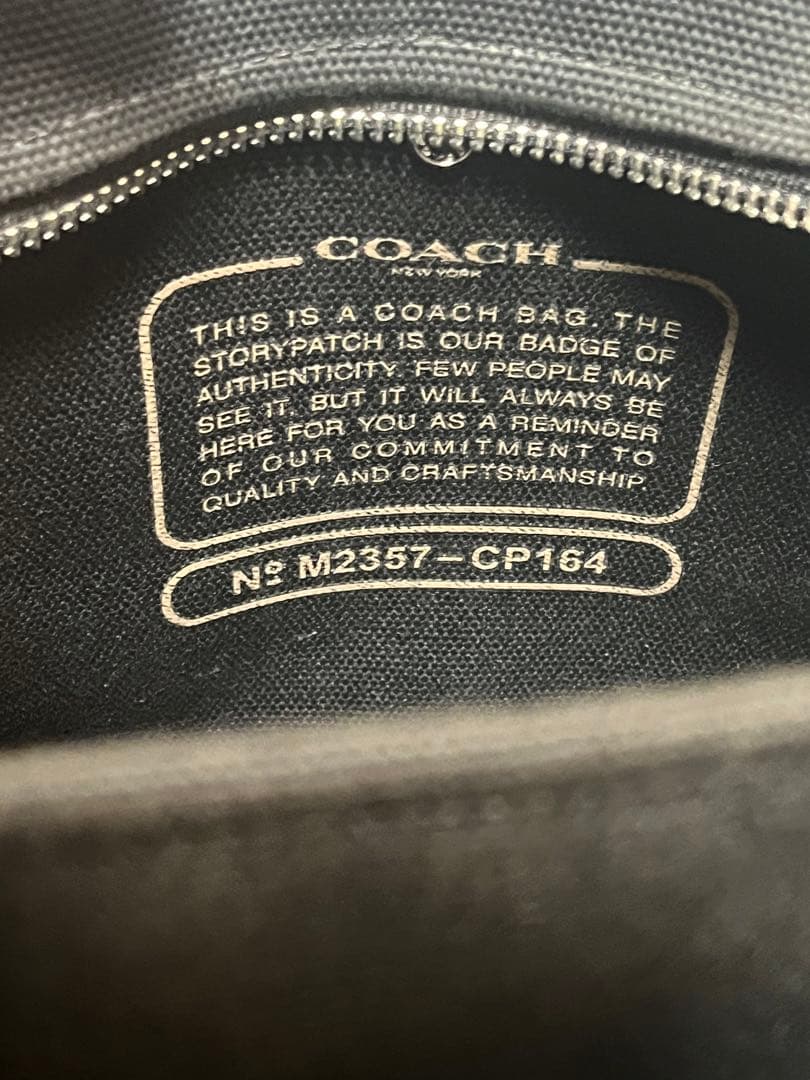 COACH
NEW YORK
THIS IS A COACH BAG. THE
STORYPATCH IS OUR BADGE OF
AUTHENTICITY. FEW PEOPLE MAY
SEE IT. BUT IT WILL ALWAYS BE
HERE FOR YOU AS A REMINDER
OF OUR COMMITMENT TO
QUALITY AND CRAFTSMANSHIP.
Nº M2357-CP164